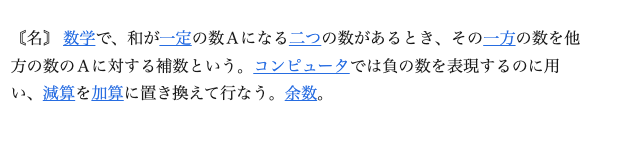 〘名〙 数学で、和が一定の数Ａになる二つの数があるとき、その一方の数を他
方の数のＡに対する補数という。コンピュータでは負の数を表現するのに用
い、減算を加算に置き換えて行なう。余数。